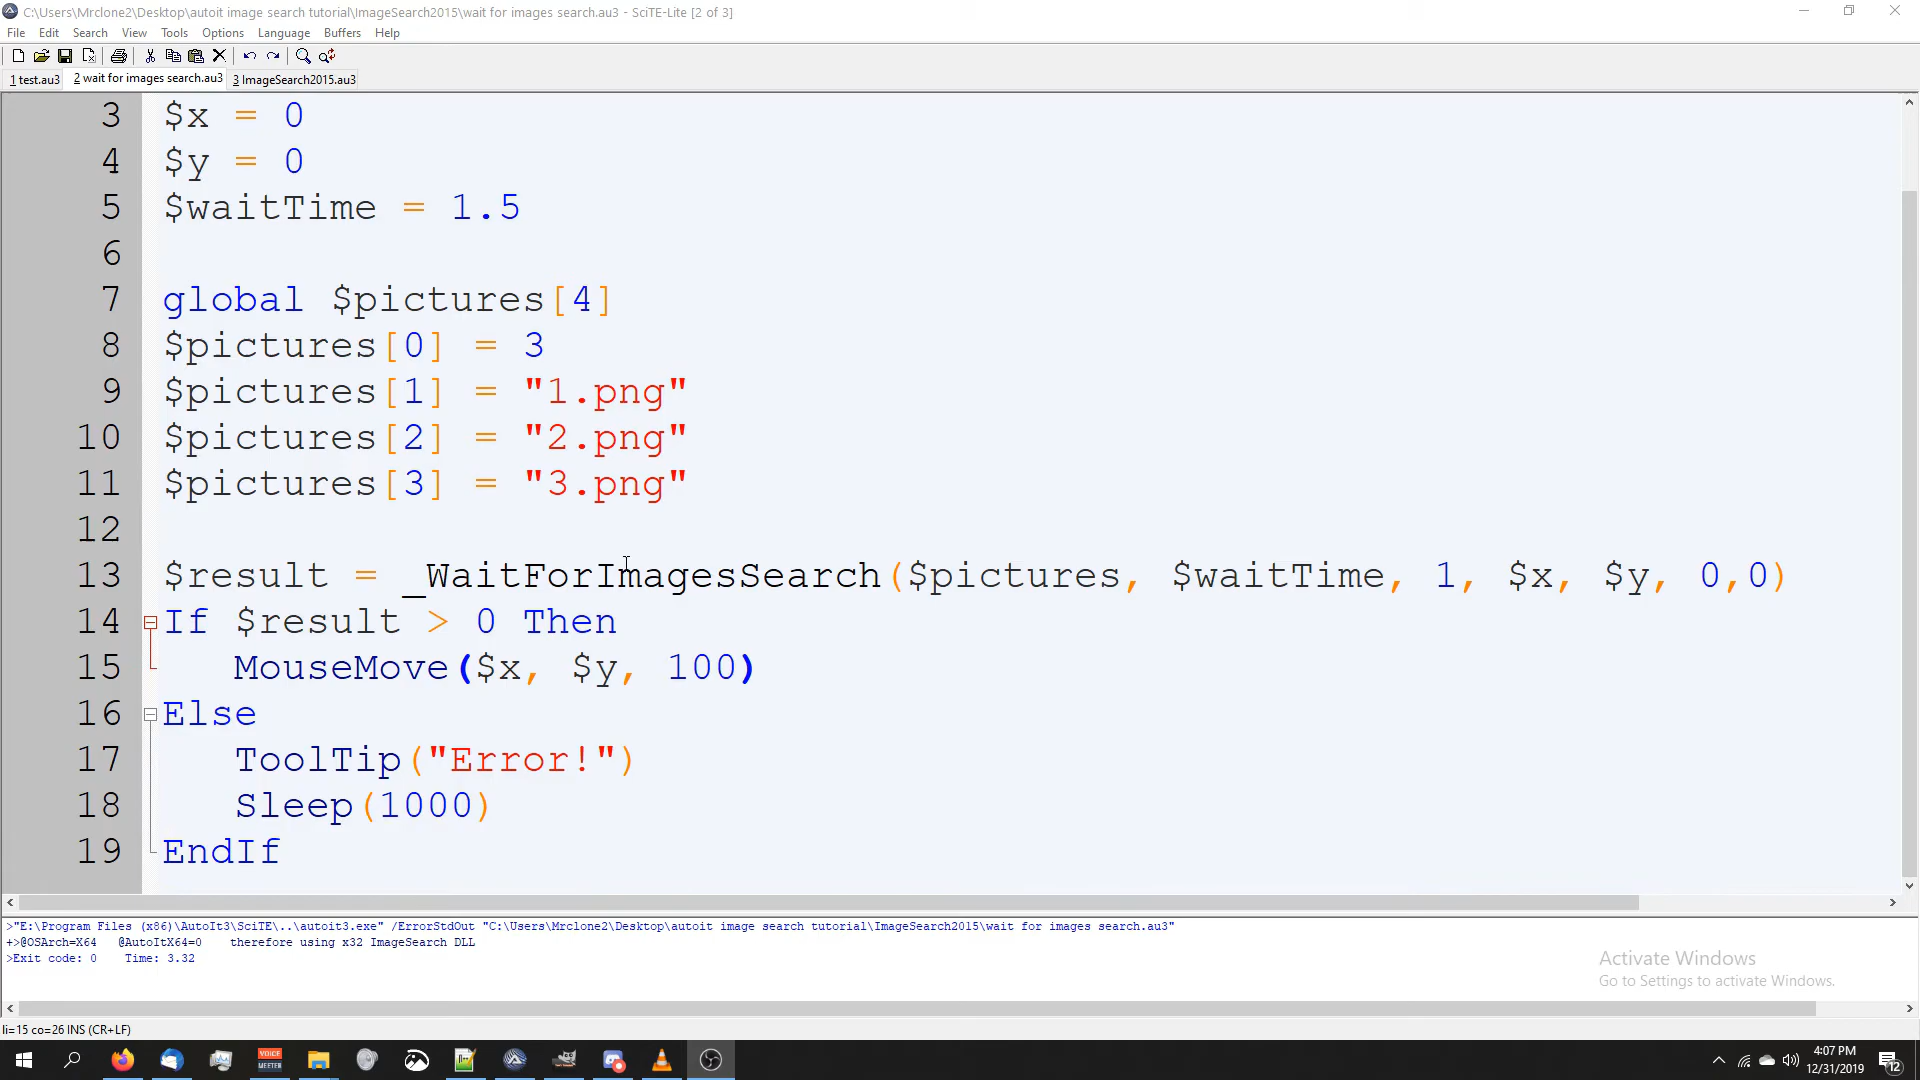 C:\Users\Mrclone2\Desktop\autoit image search tutorial\ImageSearch2015\wait for images search.au3 - SciTE-Lite [2 of 3]
File Edit Search View Tools Options Language Buffers Help
1 test.au3 2 wait for images search.au3 3 ImageSearch2015.au3
3 $x = 0
4 $y = 0
5 $waitTime = 1.5
6
7 global $pictures[4]
8 $pictures[0] = 3
9 $pictures[1] = "1.png"
10 $pictures[2] = "2.png"
11 $pictures[3] = "3.png"
12
13 $result = _WaitForImagesSearch($pictures, $waitTime, 1, $x, $y, 0,0)
14 If $result > 0 Then
15 MouseMove($x, $y, 100)
16 Else
17 ToolTip("Error!")
18 Sleep(1000)
19 EndIf
>"E:\Program Files (x86)\AutoIt3\SciTE\..\autoit3.exe" /ErrorStdOut "C:\Users\Mrclone2\Desktop\autoit image search tutorial\ImageSearch2015\wait for images search.au3"
+>@OSArch=X64 @AutoItX64=0 therefore using x32 ImageSearch DLL
>Exit code: 0 Time: 3.32
Activate Windows
Go to Settings to activate Windows.
li=15 co=26 INS (CR+LF)
VOICE
MEETER
4:07 PM
12/31/2019
12